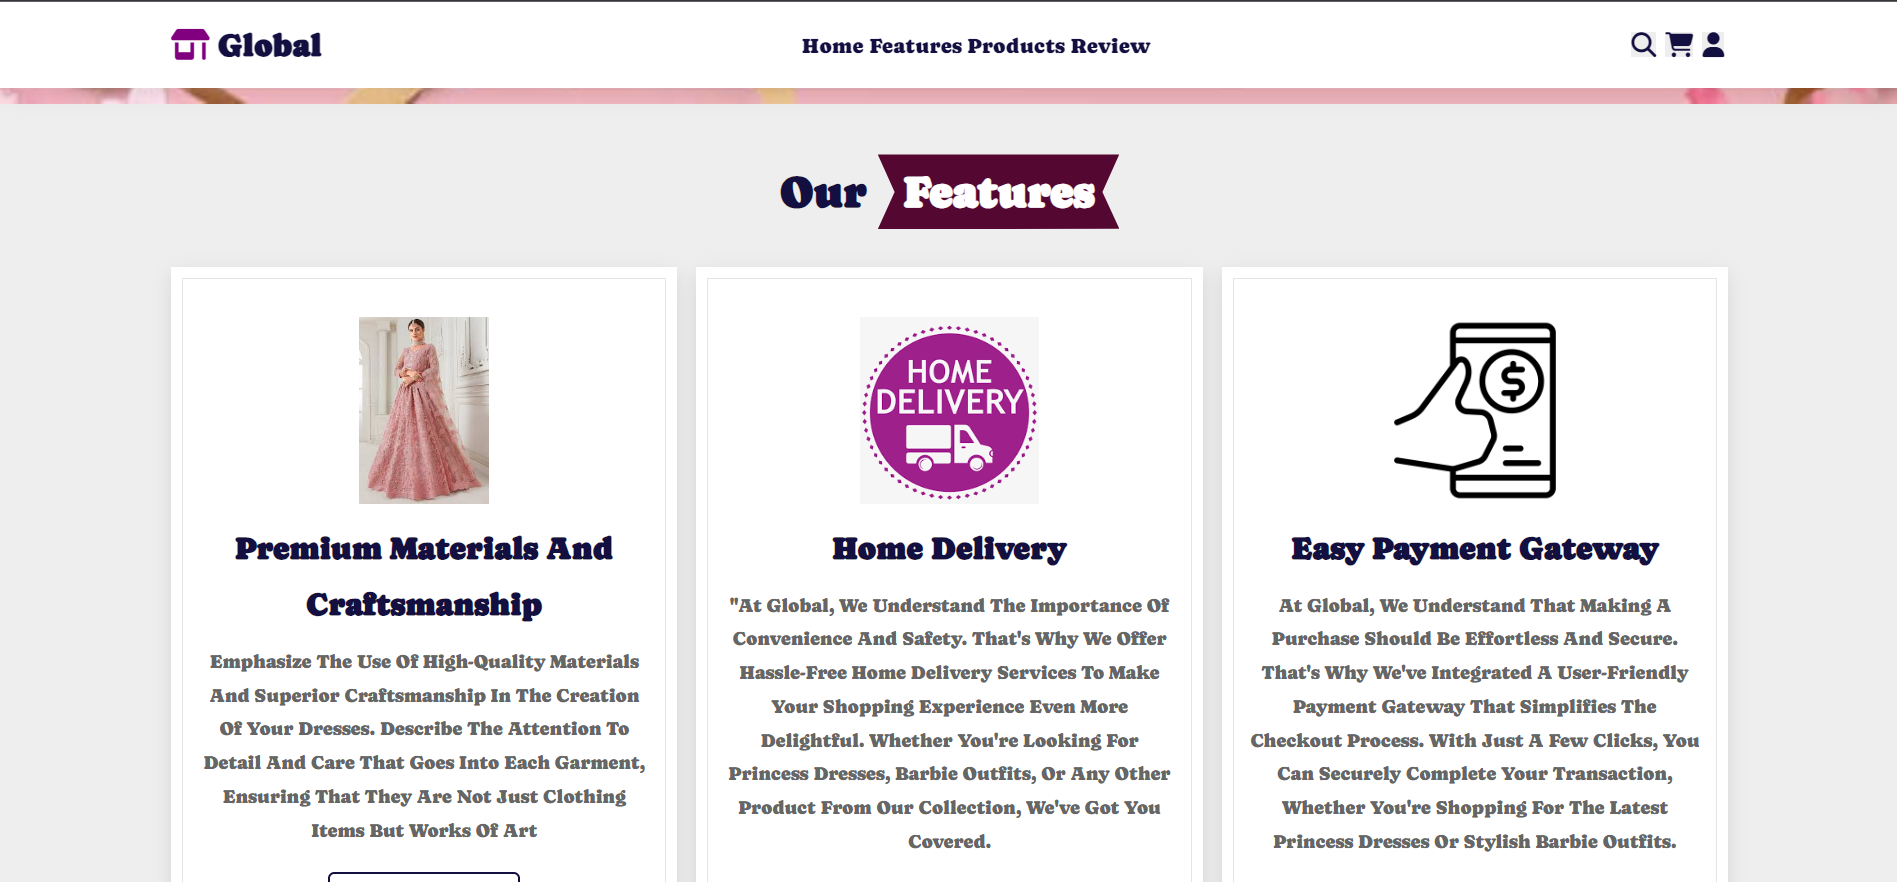 Global
Home Features Products Review
Our Features
HOME
DELIVERY
$
Premium Materials And
Craftsmanship
Emphasize The Use Of High-Quality Materials
And Superior Craftsmanship In The Creation
Of Your Dresses. Describe The Attention To
Detail And Care That Goes Into Each Garment,
Ensuring That They Are Not Just Clothing
Items But Works Of Art
Home Delivery
"At Global, We Understand The Importance Of
Convenience And Safety. That's Why We Offer
Hassle-Free Home Delivery Services To Make
Your Shopping Experience Even More
Delightful. Whether You're Looking For
Princess Dresses, Barbie Outfits, Or Any Other
Product From Our Collection, We've Got You
Covered.
Easy Payment Gateway
At Global, We Understand That Making A
Purchase Should Be Effortless And Secure.
That's Why We've Integrated A User-Friendly
Payment Gateway That Simplifies The
Checkout Process. With Just A Few Clicks, You
Can Securely Complete Your Transaction,
Whether You're Shopping For The Latest
Princess Dresses Or Stylish Barbie Outfits.